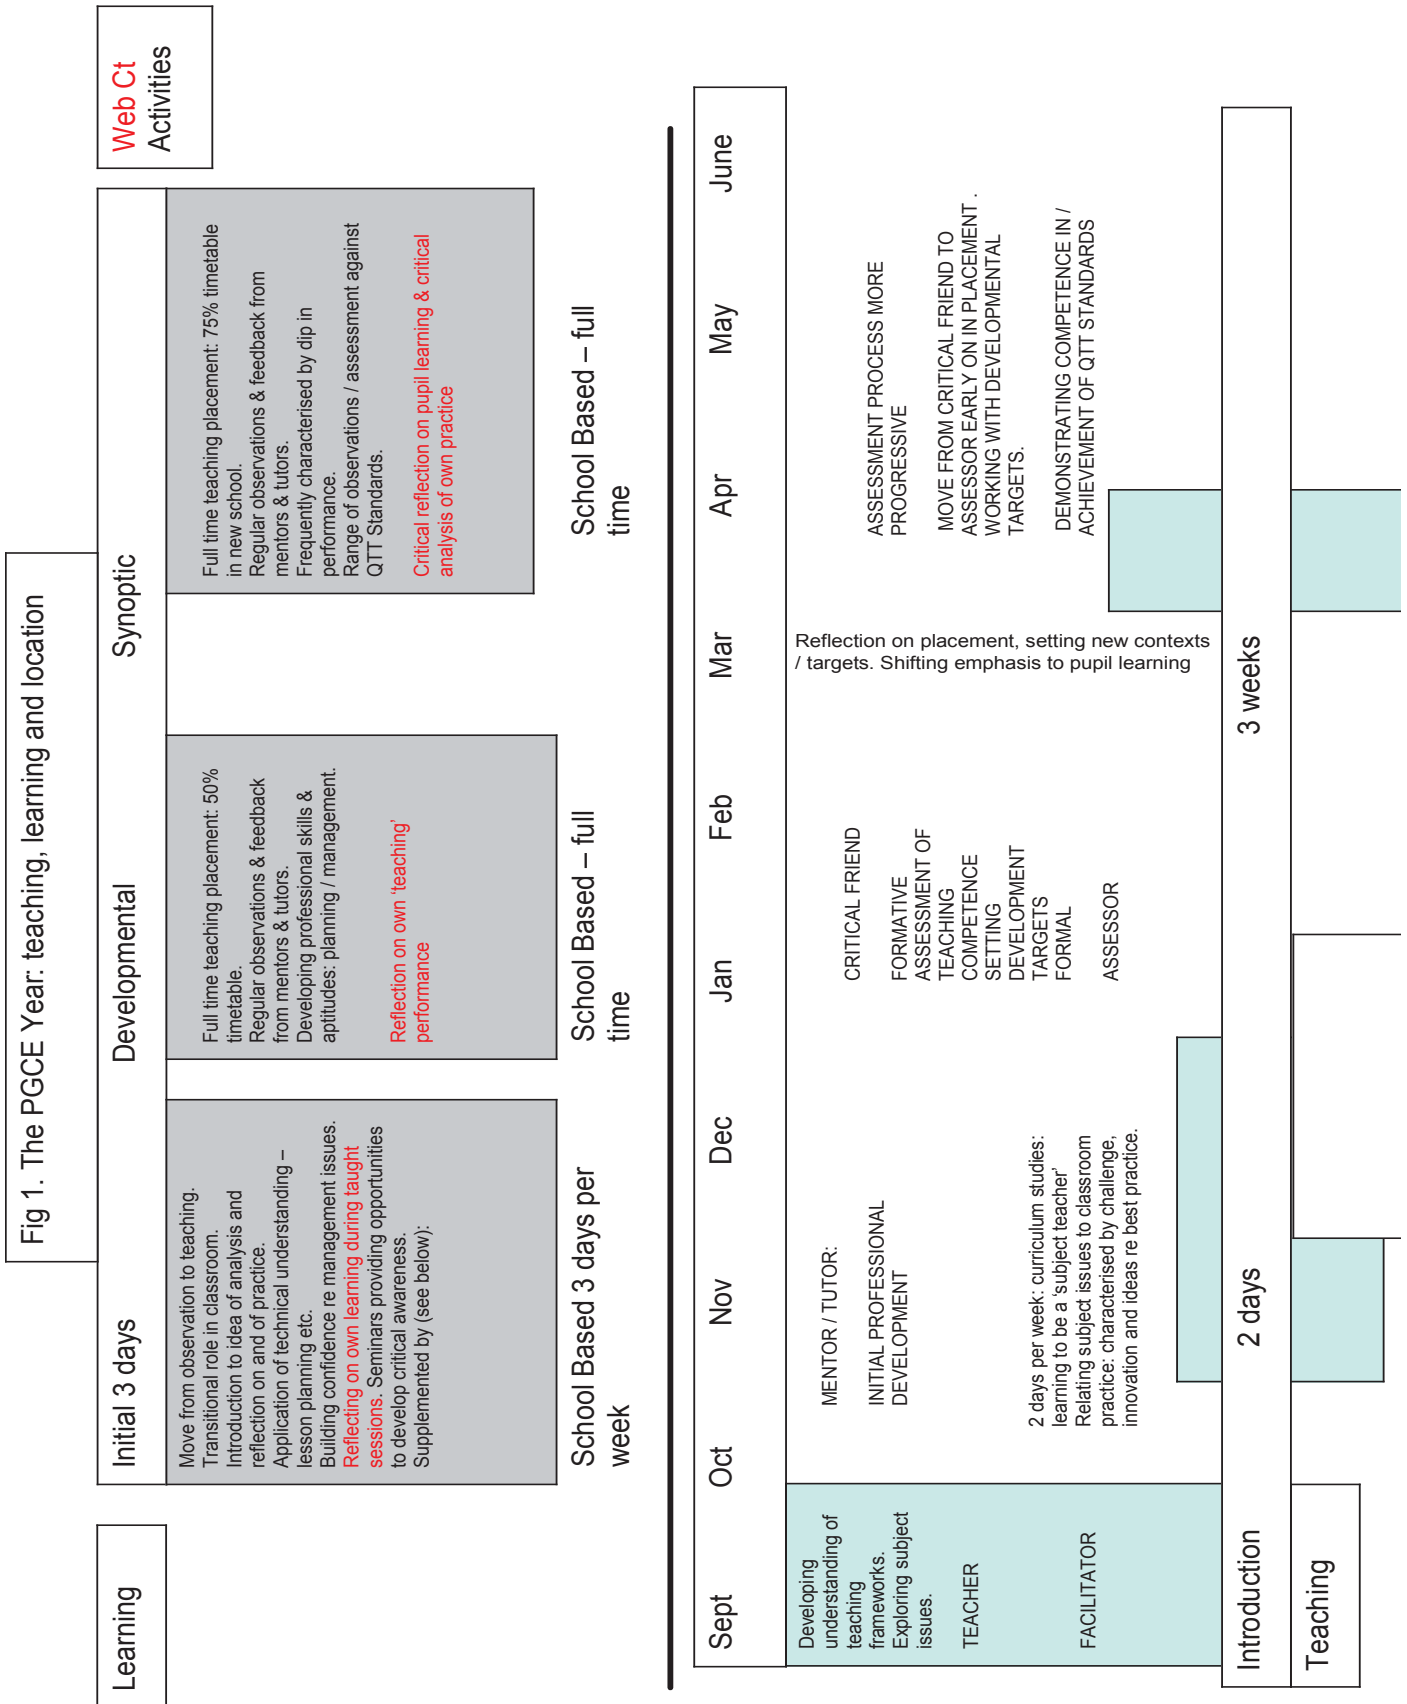 Fig 1. The PGCE Year: teaching, learning and location
Learning
Initial 3 days
Developmental
Synoptic
Web Ct
Activities
Move from observation to teaching.
Transitional role in classroom.
Introduction to idea of analysis and
reflection on and of practice.
Application of technical understanding –
lesson planning etc.
Building confidence re management issues.
Reflecting on own learning during taught
sessions. Seminars providing opportunities
to develop critical awareness.
Supplemented by (see below):
Full time teaching placement: 50%
timetable.
Regular observations & feedback
from mentors & tutors.
Developing professional skills &
aptitudes: planning / management.
Reflection on own ‘teaching’
performance
Full time teaching placement: 75% timetable
in new school.
Regular observations & feedback from
mentors & tutors.
Frequently characterised by dip in
performance.
Range of observations / assessment against
QTT Standards.
Critical reflection on pupil learning & critical
analysis of own practice
School Based 3 days per
week
School Based – full
time
School Based – full
time
Sept
Oct
Nov
Dec
Jan
Feb
Mar
Apr
May
June
Developing
understanding of
teaching
frameworks.
Exploring subject
issues.
TEACHER
FACILITATOR
MENTOR / TUTOR:
INITIAL PROFESSIONAL
DEVELOPMENT
2 days per week: curriculum studies:
learning to be a ‘subject teacher’
Relating subject issues to classroom
practice: characterised by challenge,
innovation and ideas re best practice.
CRITICAL FRIEND
FORMATIVE
ASSESSMENT OF
TEACHING
COMPETENCE
SETTING
DEVELOPMENT
TARGETS
FORMAL
ASSESSOR
Reflection on placement, setting new contexts
/ targets. Shifting emphasis to pupil learning
ASSESSMENT PROCESS MORE
PROGRESSIVE
MOVE FROM CRITICAL FRIEND TO
ASSESSOR EARLY ON IN PLACEMENT .
WORKING WITH DEVELOPMENTAL
TARGETS.
DEMONSTRATING COMPETENCE IN /
ACHIEVEMENT OF QTT STANDARDS
Introduction
2 days
3 weeks
Teaching